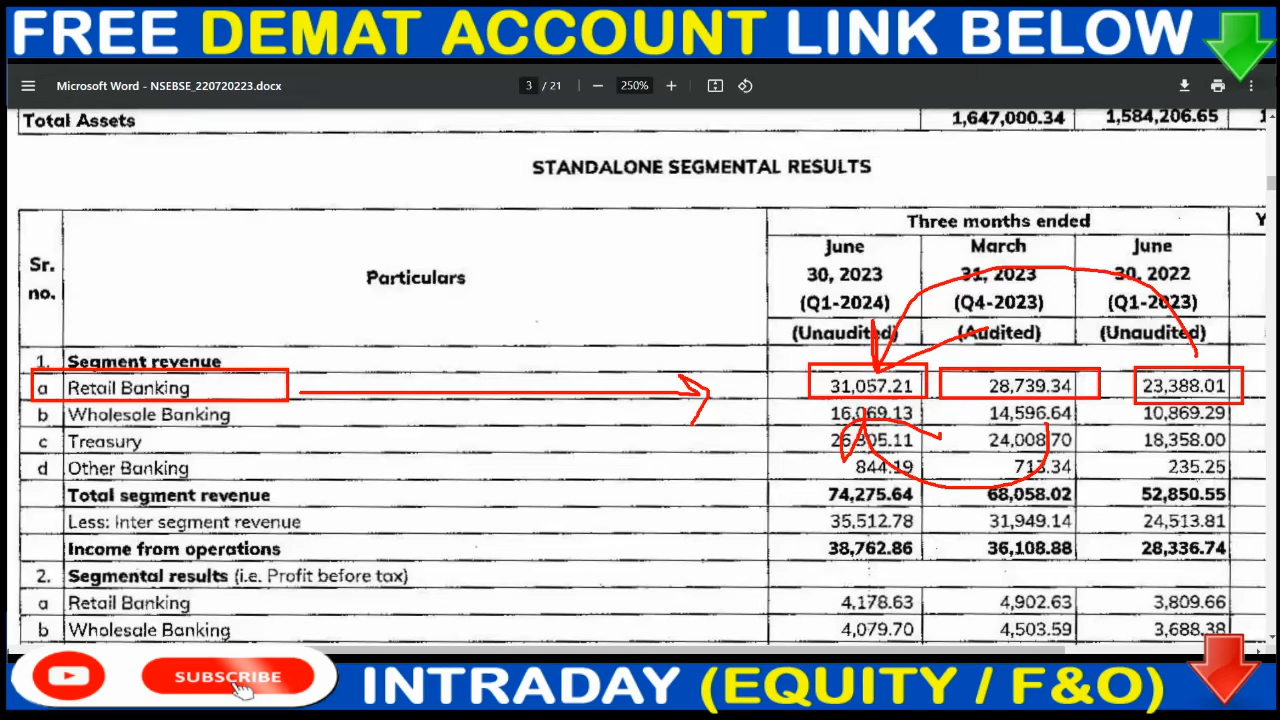 FREE DEMAT ACCOUNT LINK BELOW
Microsoft Word - NSEBSE_220720223.docx 3 / 21 — 250% +
Total Assets 1,647,000.34 1,584,206.65
STANDALONE SEGMENTAL RESULTS
Sr. no. Particulars Three months ended
June 30, 2023 (Q1-2024) (Unaudited) March 31, 2023 (Q4-2023) (Audited) June 30, 2022 (Q1-2023) (Unaudited)
1. Segment revenue
a Retail Banking 31,057.21 28,739.34 23,388.01
b Wholesale Banking 16,069.13 14,596.64 10,869.29
c Treasury 24,008.70 18,358.00
d Other Banking 844.19 235.25
Total segment revenue 74,275.64 68,058.02 52,850.55
Less: Inter segment revenue 35,512.78 31,949.14 24,513.81
Income from operations 38,762.86 36,108.88 28,336.74
2. Segmental results (i.e. Profit before tax)
a Retail Banking 4,178.63 4,902.63 3,809.66
b Wholesale Banking 4,079.70 4,503.59 3,688.38
SUBSCRIBE
INTRADAY (EQUITY / F&O)